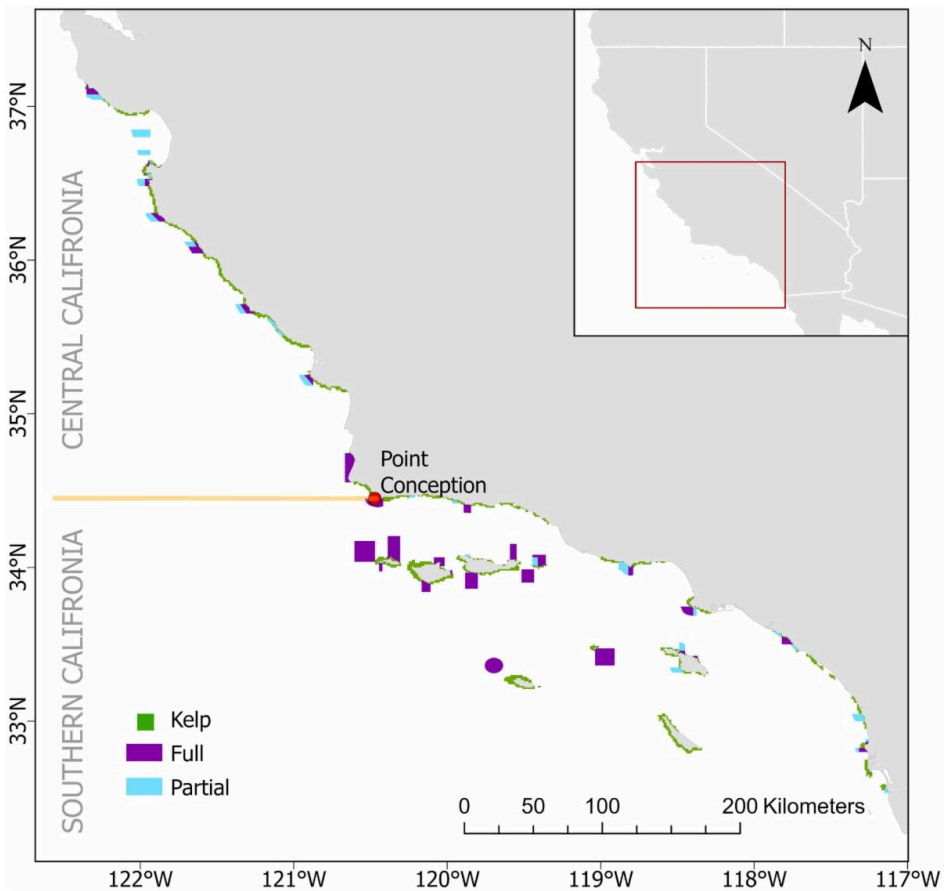 N
37°N
36°N
35°N
34°N
33°N
CENTRAL CALIFRONIA
SOUTHERN CALIFRONIA
Point
Conception
Kelp
Full
Partial
0 50 100 200 Kilometers
122°W 121°W 120°W 119°W 118°W 117°W